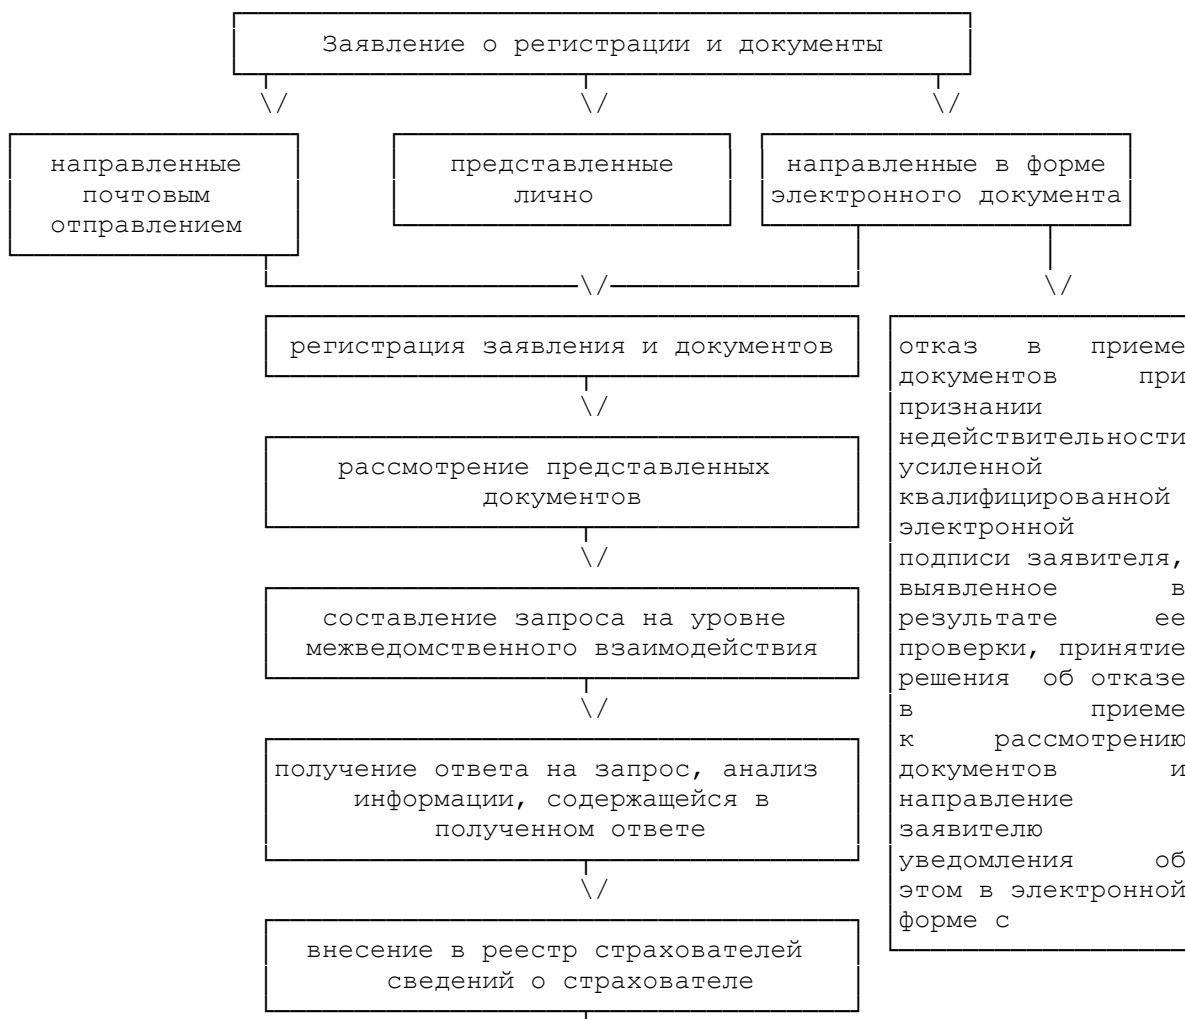 Заявление о регистрации и документы
направленные
почтовым
отправлением
представленные
лично
направленные в форме
электронного документа
регистрация заявления и документов
рассмотрение представленных
документов
составление запроса на уровне
межведомственного взаимодействия
получение ответа на запрос, анализ
информации, содержащейся в
полученном ответе
внесение в реестр страхователей
сведений о страхователе
отказ в приеме
документов при
признании
недействительности
усиленной
квалифицированной
электронной
подписи заявителя,
выявленное в
результате ее
проверки, принятие
решения об отказе
в приеме
к рассмотрению
документов и
направление
заявителю
уведомления об
этом в электронной
форме с